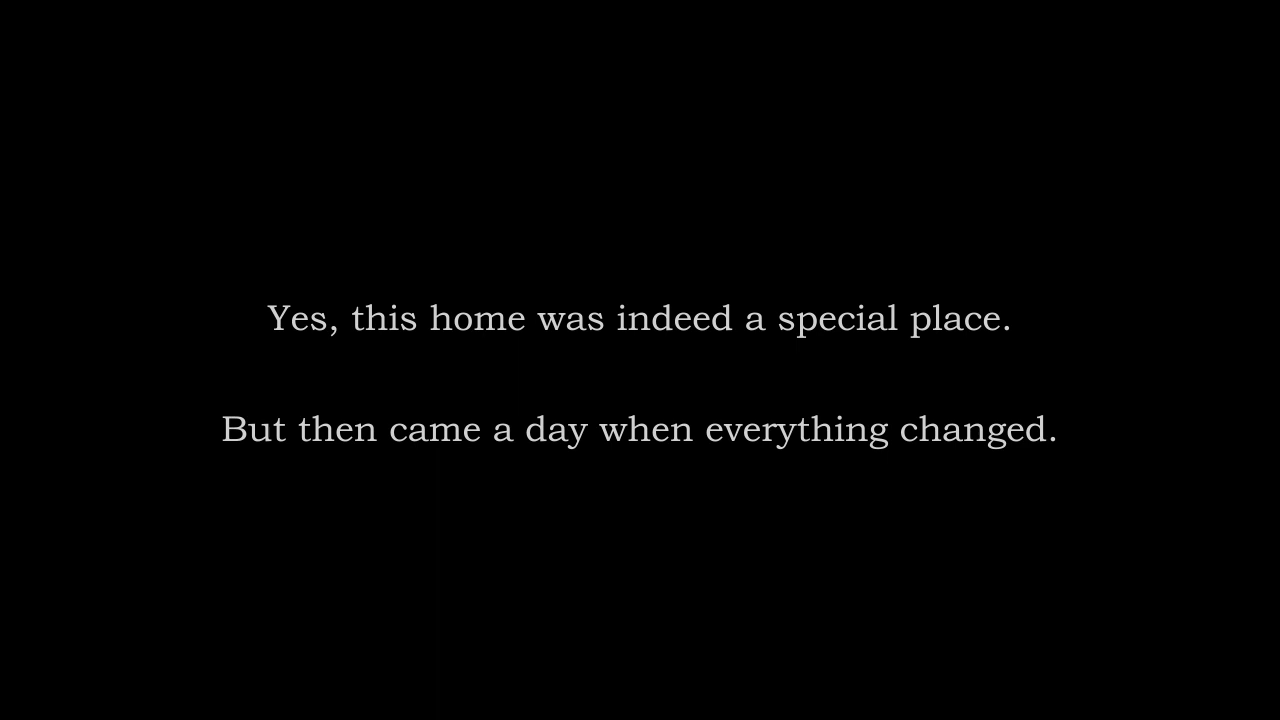 Yes, this home was indeed a special place.
But then came a day when everything changed.